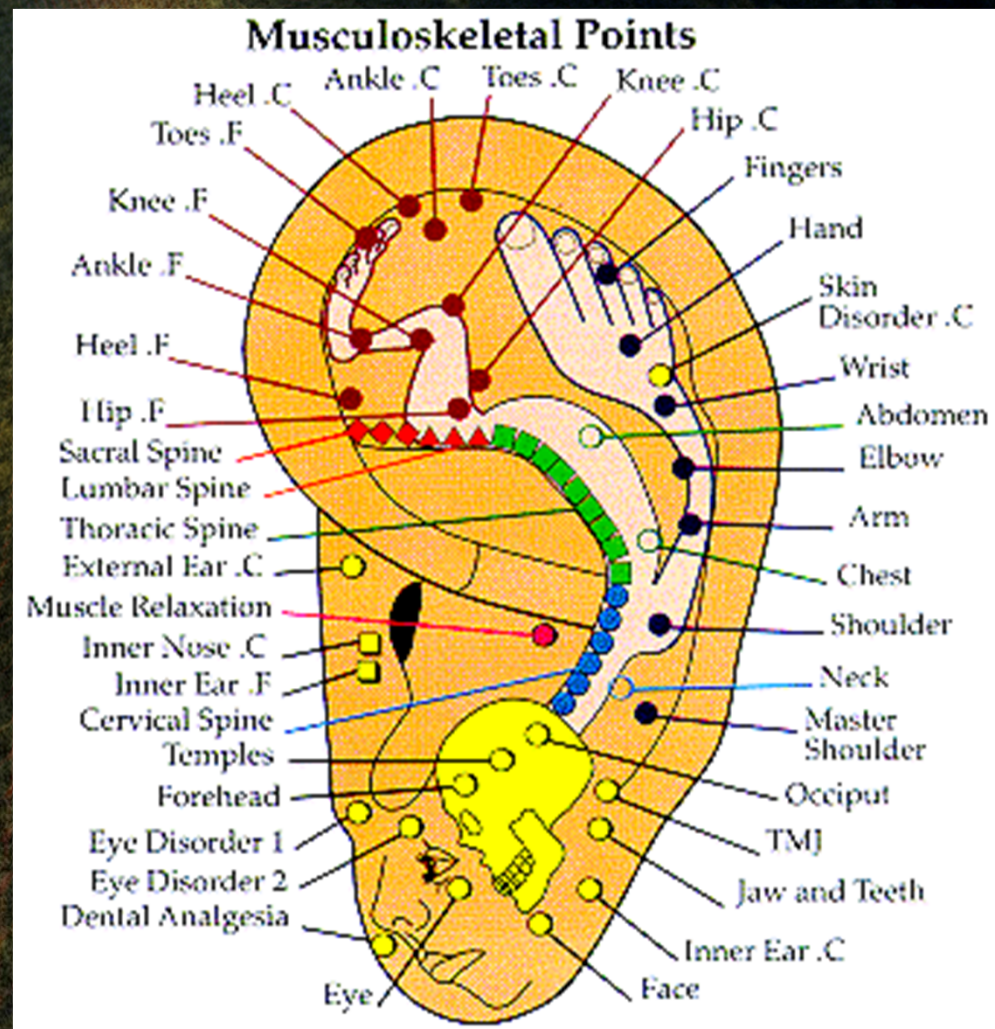 Musculoskeletal Points
Heel .C
Ankle .C
Toes .C
Knee .C
Toes .F
Hip .C
Knee .F
Fingers
Ankle .F
Hand
Heel .F
Skin
Disorder .C
Hip .F
Wrist
Sacral Spine
Abdomen
Lumbar Spine
Elbow
Thoracic Spine
Arm
External Ear .C
Chest
Muscle Relaxation
Shoulder
Inner Nose .C
Inner Ear .F
Neck
Cervical Spine
Master
Shoulder
Temples
Forehead
Occiput
Eye Disorder 1
TMJ
Eye Disorder 2
Jaw and Teeth
Dental Analgesia
Inner Ear .C
Eye
Face